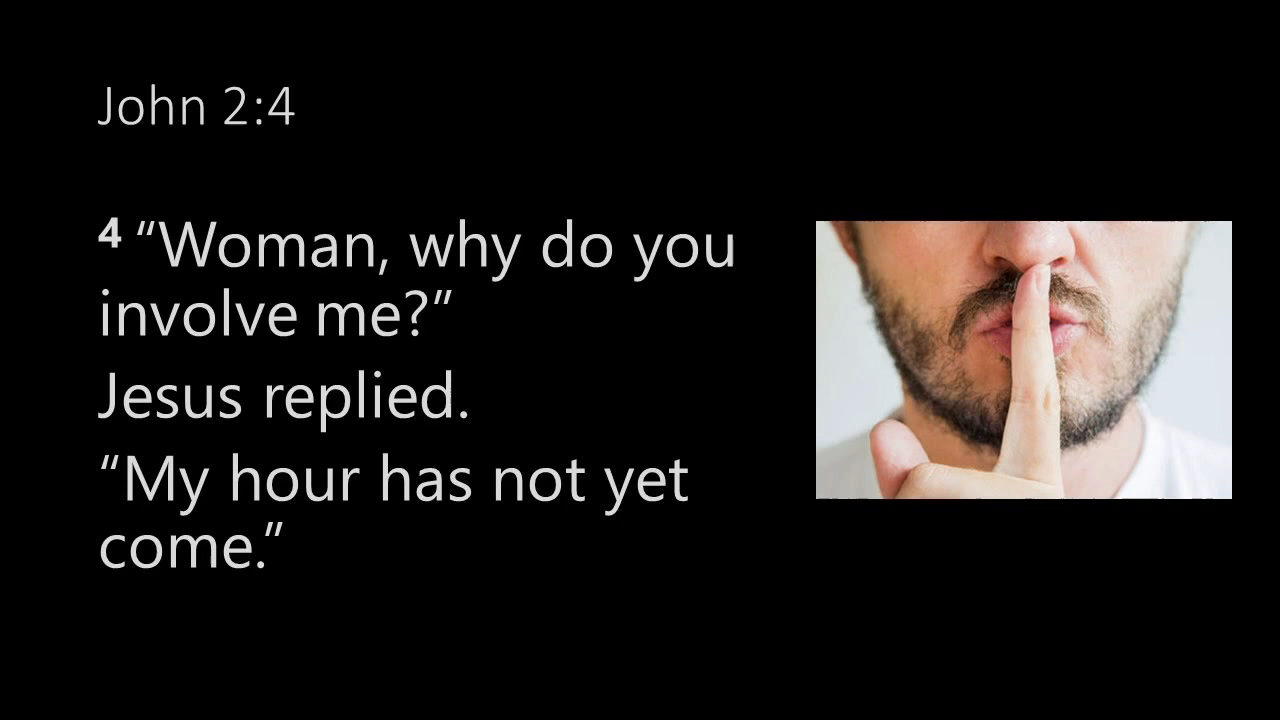 John 2:4
4 “Woman, why do you
involve me?”
Jesus replied.
“My hour has not yet
come.”